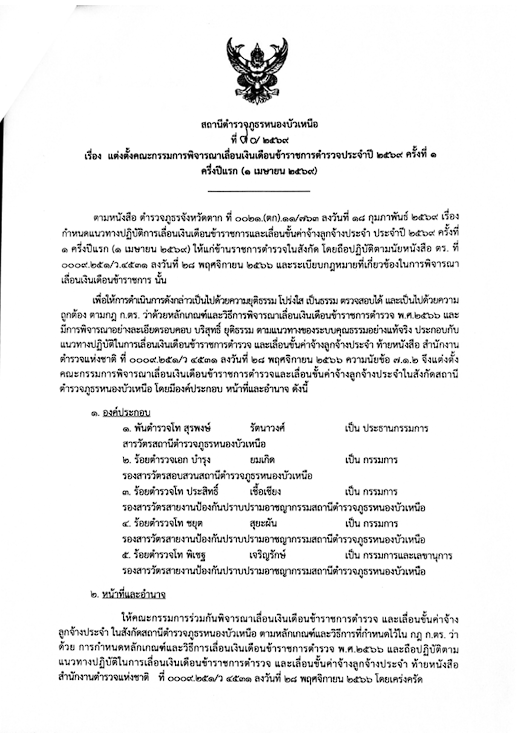 สถานีตำรวจภูธรหนองบัวเหนือ
ที่ ๗๐/ ๒๕๖๙
เรื่อง แต่งตั้งคณะกรรมการพิจารณาเลื่อนเงินเดือนข้าราชการตำรวจประจำปี ๒๕๖๙ ครั้งที่ ๑
ครึ่งปีแรก (๑ เมษายน ๒๕๖๙)
ตามหนังสือ ตำรวจภูธรจังหวัดตาก ที่ ๐๐๒๑.(ตก).๑๑/๗๖๓ ลงวันที่ ๑๘ กุมภาพันธ์ ๒๕๖๙ เรื่อง
กำหนดแนวทางปฏิบัติการเลื่อนเงินเดือนข้าราชการและเลื่อนขั้นค่าจ้างลูกจ้างประจำ ประจำปี ๒๕๖๙ ครั้งที่
๑ ครึ่งปีแรก (๑ เมษายน ๒๕๖๙) ให้แก่ข้านราชการตำรวจในสังกัด โดยถือปฏิบัติตามนัยหนังสือ ตร. ที่
๐๐๐๙.๒๕๑/ว.๔๕๓๑ ลงวันที่ ๒๘ พฤศจิกายน ๒๕๖๖ และระเบียบกฎหมายที่เกี่ยวข้องในการพิจารณา
เลื่อนเงินเดือนข้าราชการ นั้น
เพื่อให้การดำเนินการดังกล่าวเป็นไปด้วยความยุติธรรม โปร่งใส เป็นธรรม ตรวจสอบได้ และเป็นไปด้วยความ
ถูกต้อง ตามกฎ ก.ตร. ว่าด้วยหลักเกณฑ์และวิธีการพิจารณาเลื่อนเงินเดือนข้าราชการตำรวจ พ.ศ.๒๕๖๖ และ
มีการพิจารณาอย่างละเอียดรอบคอบ บริสุทธิ์ ยุติธรรม ตามแนวทางของระบบคุณธรรมอย่างแท้จริง ประกอบกับ
แนวทางปฏิบัติในการเลื่อนเงินเดือนข้าราชการตำรวจ และเลื่อนขั้นค่าจ้างลูกจ้างประจำ ท้ายหนังสือ สำนักงาน
ตำรวจแห่งชาติ ที่ ๐๐๐๙.๒๕๑/ว ๔๕๓๑ ลงวันที่ ๒๘ พฤศจิกายน ๒๕๖๖ ความนัยข้อ ๗.๑.๒ จึงแต่งตั้ง
คณะกรรมการพิจารณาเลื่อนเงินเดือนข้าราชการตำรวจและเลื่อนขั้นค่าจ้างลูกจ้างประจำในสังกัดสถานี
ตำรวจภูธรหนองบัวเหนือ โดยมีองค์ประกอบ หน้าที่และอำนาจ ดังนี้
๑. องค์ประกอบ
๑. พันตำรวจโท สุรพงษ์ รัตนาวงศ์ เป็น ประธานกรรมการ
สารวัตรสถานีตำรวจภูธรหนองบัวเหนือ
๒. ร้อยตำรวจเอก บำรุง ยมเกิด เป็น กรรมการ
รองสารวัตรสอบสวนสถานีตำรวจภูธรหนองบัวเหนือ
๓. ร้อยตำรวจโท ประสิทธิ์ เชื้อเชียง เป็น กรรมการ
รองสารวัตรสายงานป้องกันปราบปรามอาชญากรรมสถานีตำรวจภูธรหนองบัวเหนือ
๔. ร้อยตำรวจโท ชยุต สุยะผัน เป็น กรรมการ
รองสารวัตรสายงานป้องกันปราบปรามอาชญากรรมสถานีตำรวจภูธรหนองบัวเหนือ
๕. ร้อยตำรวจโท พิเชฐ เจริญรักษ์ เป็น กรรมการและเลขานุการ
รองสารวัตรสายงานป้องกันปราบปรามอาชญากรรมสถานีตำรวจภูธรหนองบัวเหนือ
๒. หน้าที่และอำนาจ
ให้คณะกรรมการร่วมกันพิจารณาเลื่อนเงินเดือนข้าราชการตำรวจ และเลื่อนขั้นค่าจ้าง
ลูกจ้างประจำ ในสังกัดสถานีตำรวจภูธรหนองบัวเหนือ ตามหลักเกณฑ์และวิธีการที่กำหนดไว้ใน กฎ ก.ตร. ว่า
ด้วย การกำหนดหลักเกณฑ์และวิธีการเลื่อนเงินเดือนข้าราชการตำรวจ พ.ศ.๒๕๖๖ และถือปฏิบัติตาม
แนวทางปฏิบัติในการเลื่อนเงินเดือนข้าราชการตำรวจ และเลื่อนขั้นค่าจ้างลูกจ้างประจำ ท้ายหนังสือ
สำนักงานตำรวจแห่งชาติ ที่ ๐๐๐๙.๒๕๑/ว ๔๕๓๑ ลงวันที่ ๒๘ พฤศจิกายน ๒๕๖๖ โดยเคร่งครัด